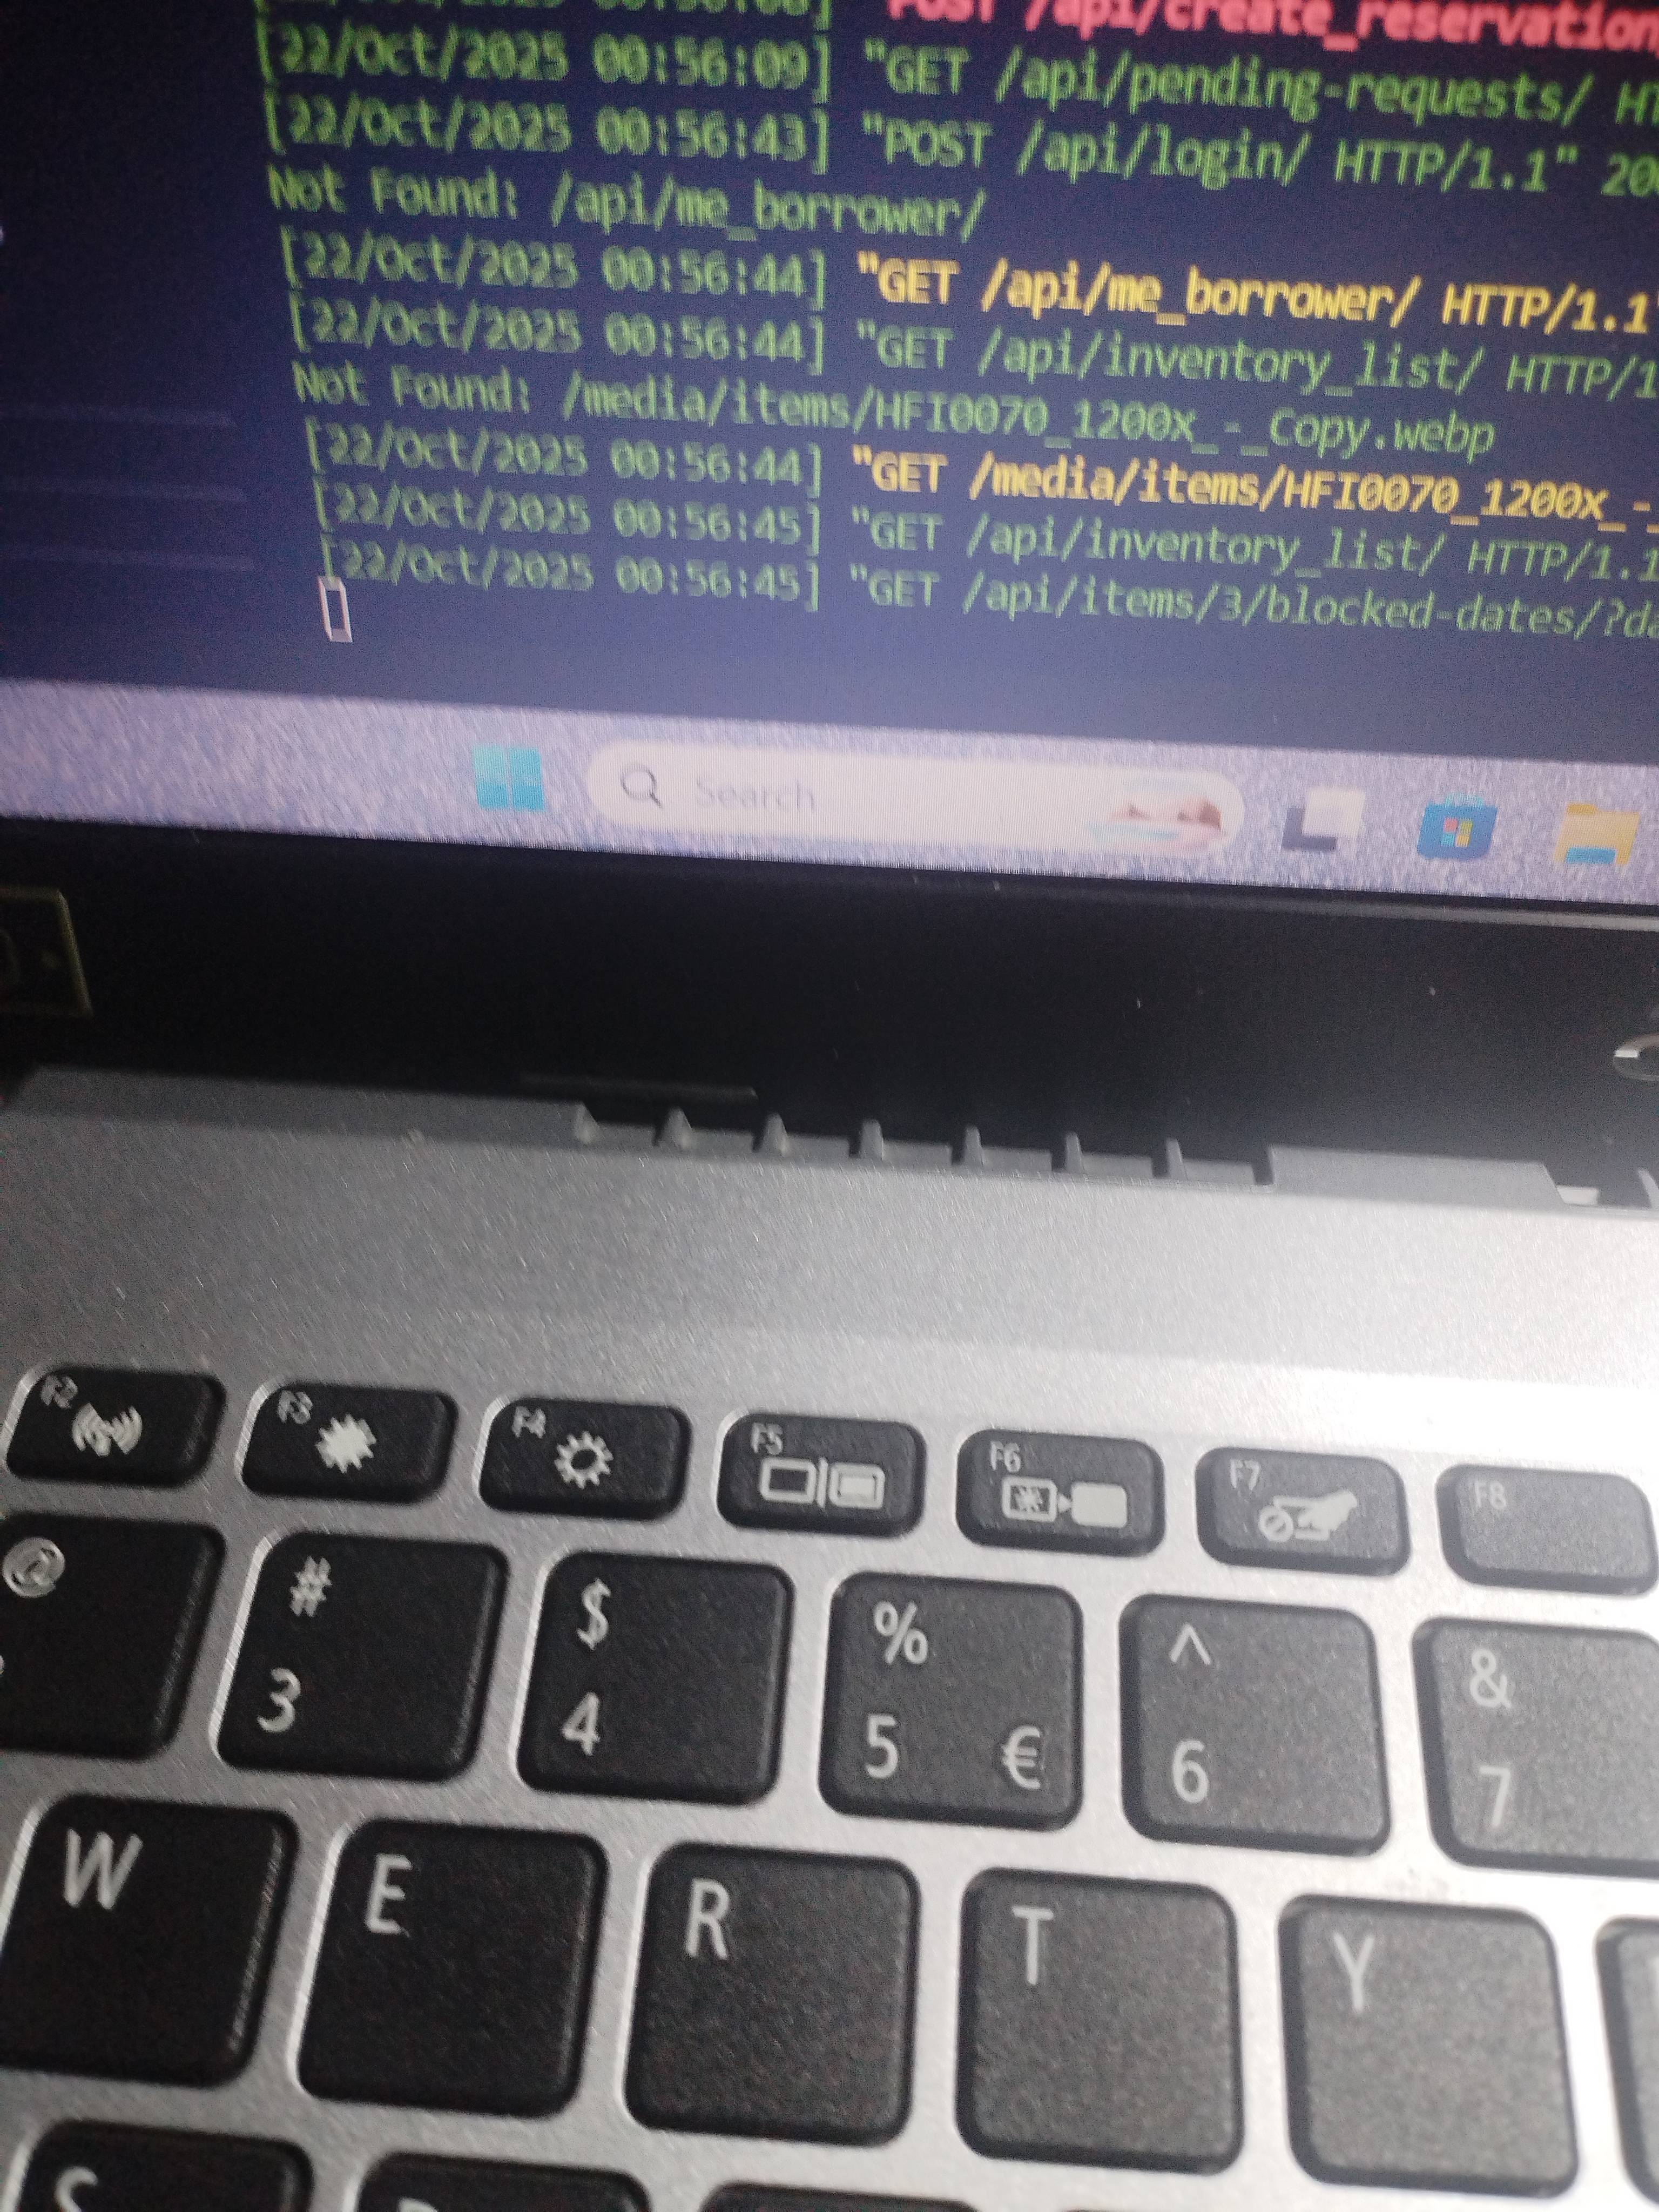 "POST /api/create_reservation
[22/Oct/2025 00:56:09] "GET /api/pending-requests/
[22/Oct/2025 00:56:43] "POST /api/login/ HTTP/1.1"
Not Found: /api/me_borrower/
[22/Oct/2025 00:56:44] "GET /api/me_borrower/ HTTP/1.1
[22/Oct/2025 00:56:44] "GET /api/inventory_list/ HTTP/1
Not Found: /media/items/HFI0070_1200x_-_Copy.webp
[22/Oct/2025 00:56:44] "GET /media/items/HFI0070_1200x_-_
[22/Oct/2025 00:56:45] "GET /api/inventory_list/ HTTP/1.1
[22/Oct/2025 00:56:45] "GET /api/items/3/blocked-dates/?da
Search
F2 F3 F4 F5 F6 F7 F8
@ # $ % ^ &
3 4 5 € 6 7
W E R T Y